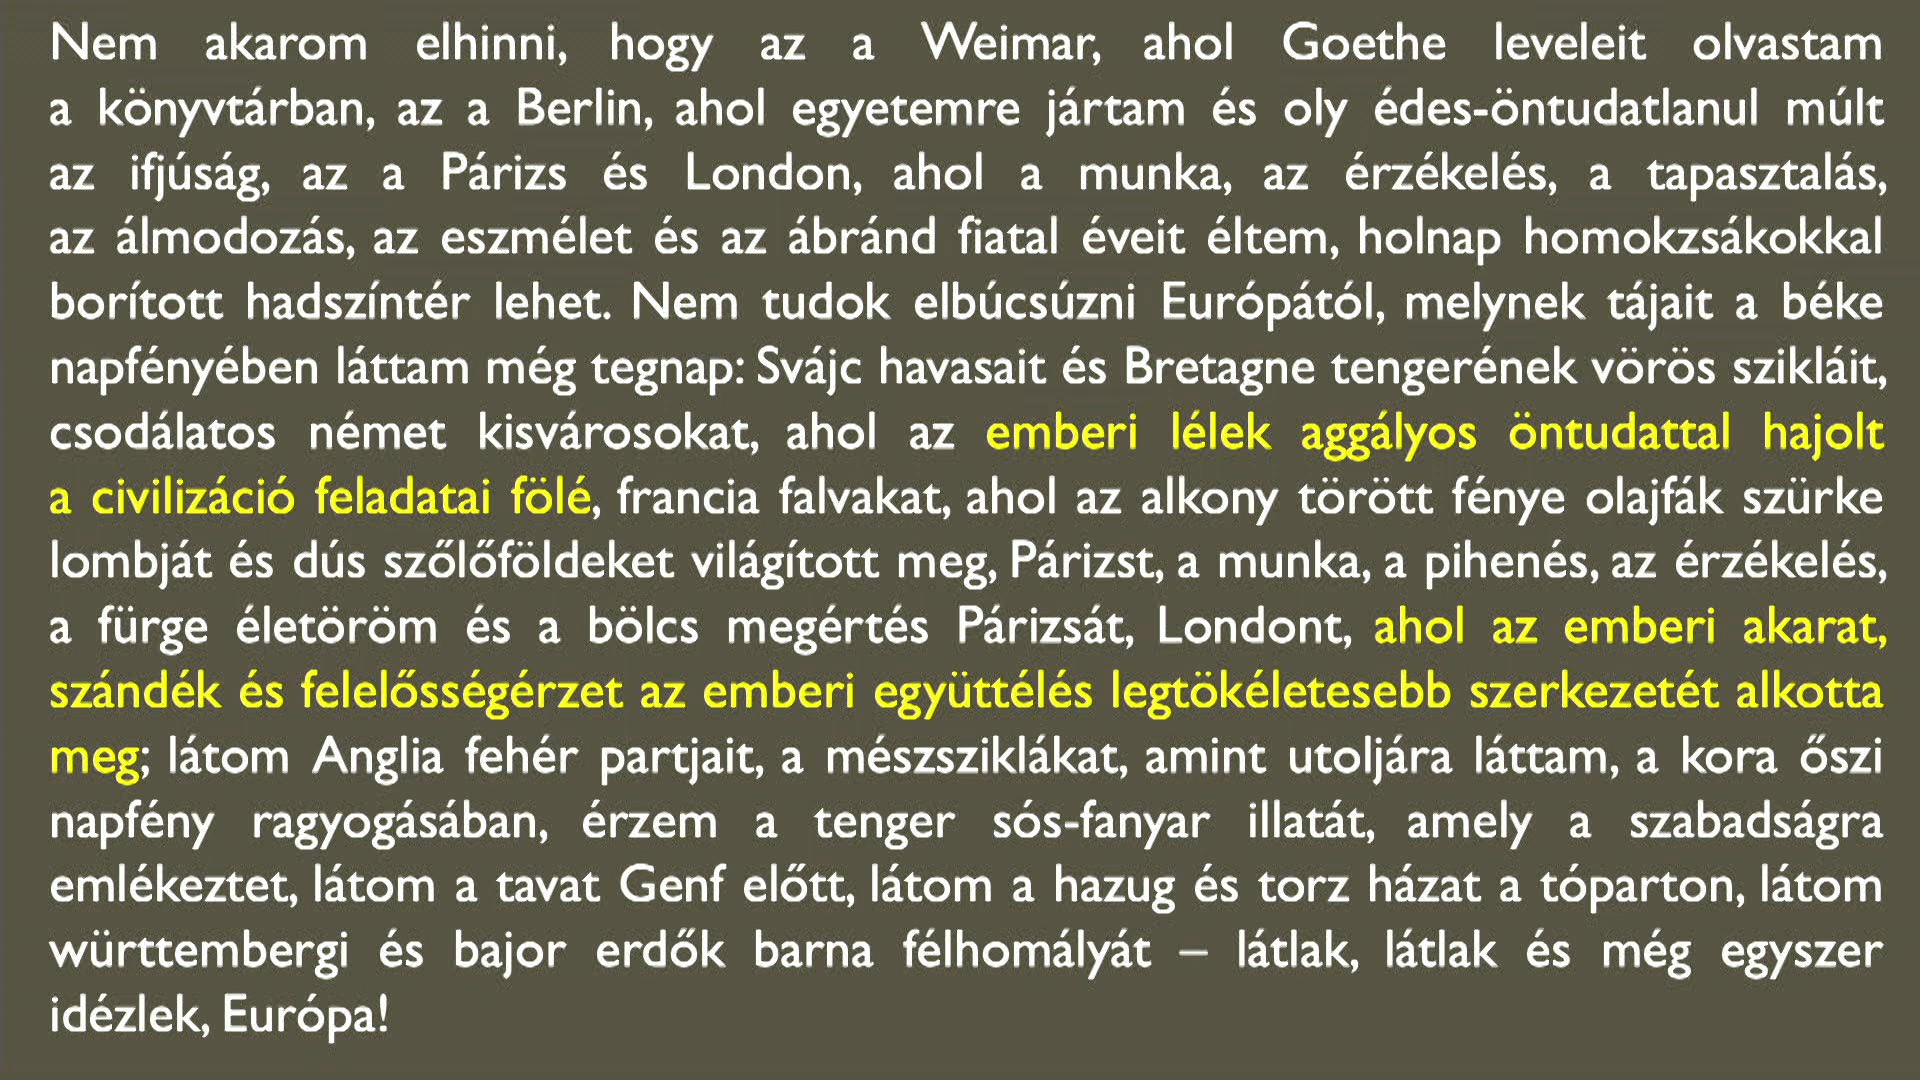 Nem akarom elhinni, hogy az a Weimar, ahol Goethe leveleit olvastam
a könyvtárban, az a Berlin, ahol egyetemre jártam és oly édes-öntudatlanul múlt
az ifjúság, az a Párizs és London, ahol a munka, az érzékelés, a tapasztalás,
az álmodozás, az eszmélet és az ábránd fiatal éveit éltem, holnap homokzsákokkal
borított hadszíntér lehet. Nem tudok elbúcsúzni Európától, melynek tájait a béke
napfényében láttam még tegnap: Svájc havasait és Bretagne tengerének vörös szikláit,
csodálatos német kisvárosokat, ahol az emberi lélek aggályos öntudattal hajolt
a civilizáció feladatai fölé, francia falvakat, ahol az alkony törött fénye olajfák szürke
lombját és dús szőlőföldeket világított meg, Párizst, a munka, a pihenés, az érzékelés,
a fürge életöröm és a bölcs megértés Párizsát, Londont, ahol az emberi akarat,
szándék és felelősségérzet az emberi együttélés legtökéletesebb szerkezetét alkotta
meg; látom Anglia fehér partjait, a mészsziklákat, amint utoljára láttam, a kora őszi
napfény ragyogásában, érzem a tenger sós-fanyar illatát, amely a szabadságra
emlékeztet, látom a tavat Genf előtt, látom a hazug és torz házat a tóparton, látom
württembergi és bajor erdők barna félhomályát – látlak, látlak és még egyszer
idézlek, Európa!